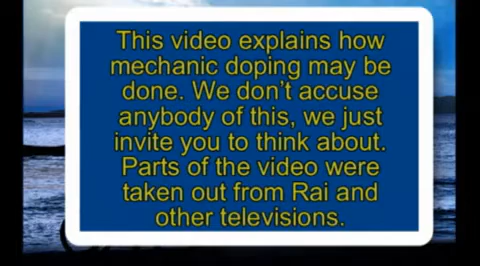 This video explains how
mechanic doping may be
done. We don't accuse
anybody of this, we just
invite you to think about.
Parts of the video were
taken out from Rai and
other televisions.